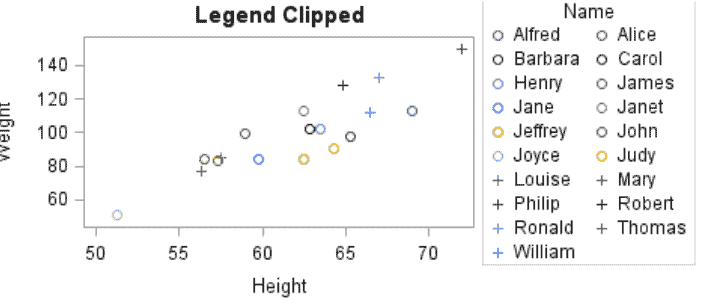 Legend Clipped
Name
Alfred Alice
Barbara Carol
Henry James
Jane Janet
Jeffrey John
Joyce Judy
Louise Mary
Philip Robert
Ronald Thomas
William
Weight
140
120
100
80
60
50 55 60 65 70
Height